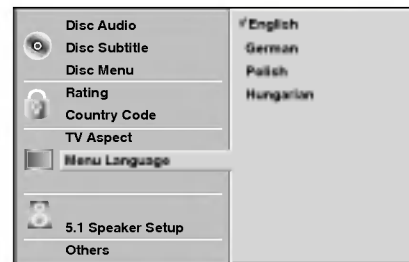 Disc Audio
Disc Subtitle
Disc Menu
Rating
Country Code
TV Aspect
Menu Language
5.1 Speaker Setup
Others
English
German
Polish
Hungarian